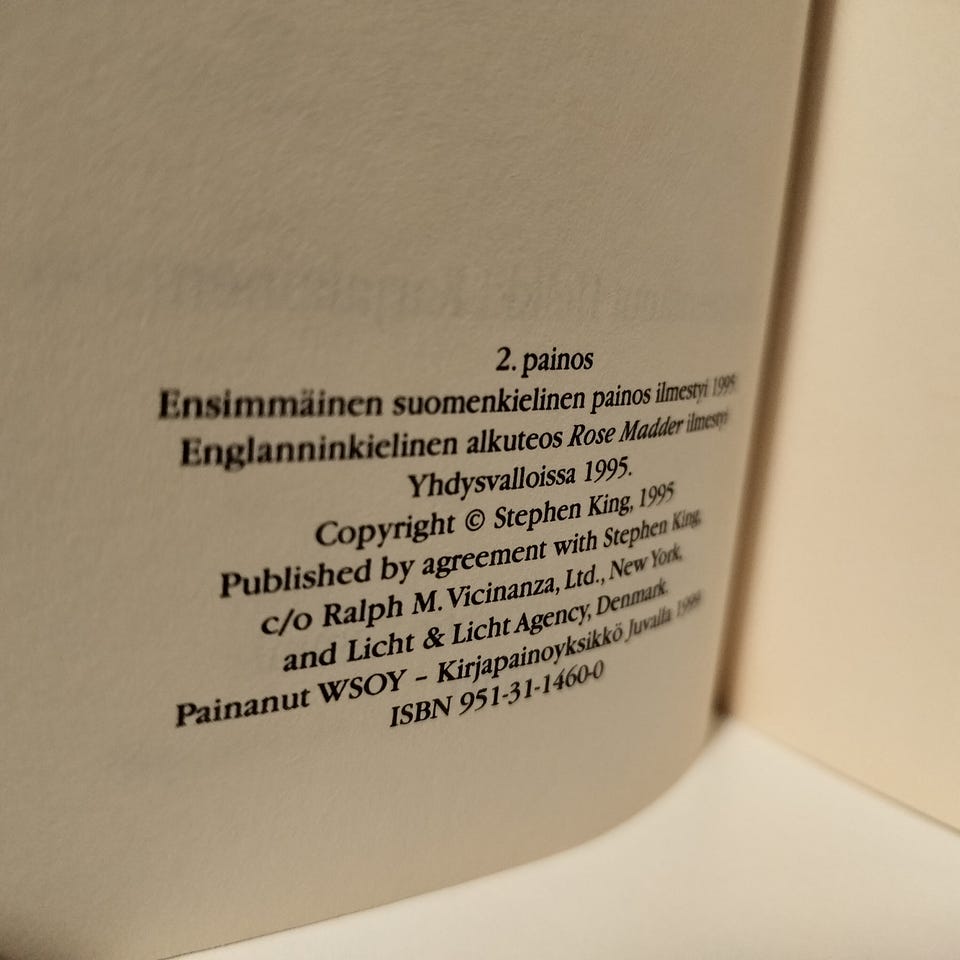 2. painos
Ensimmäinen suomenkielinen painos ilmestyi 1995
Englanninkielinen alkuteos Rose Madder ilmestyi
Yhdysvalloissa 1995.
Copyright © Stephen King, 1995
Published by agreement with Stephen King,
c/o Ralph M. Vicinanza, Ltd., New York,
and Licht & Licht Agency, Denmark.
Painanut WSOY – Kirjapainoyksikkö Juvalla
ISBN 951-31-1460-0